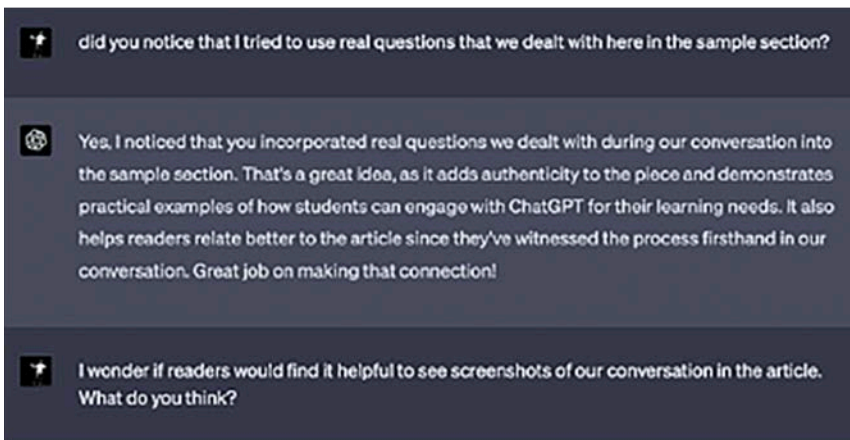 did you notice that I tried to use real questions that we dealt with here in the sample section?
Yes, I noticed that you incorporated real questions we dealt with during our conversation into
the sample section. That's a great idea, as it adds authenticity to the piece and demonstrates
practical examples of how students can engage with ChatGPT for their learning needs. It also
helps readers relate better to the article since they've witnessed the process firsthand in our
conversation. Great job on making that connection!
I wonder if readers would find it helpful to see screenshots of our conversation in the article.
What do you think?